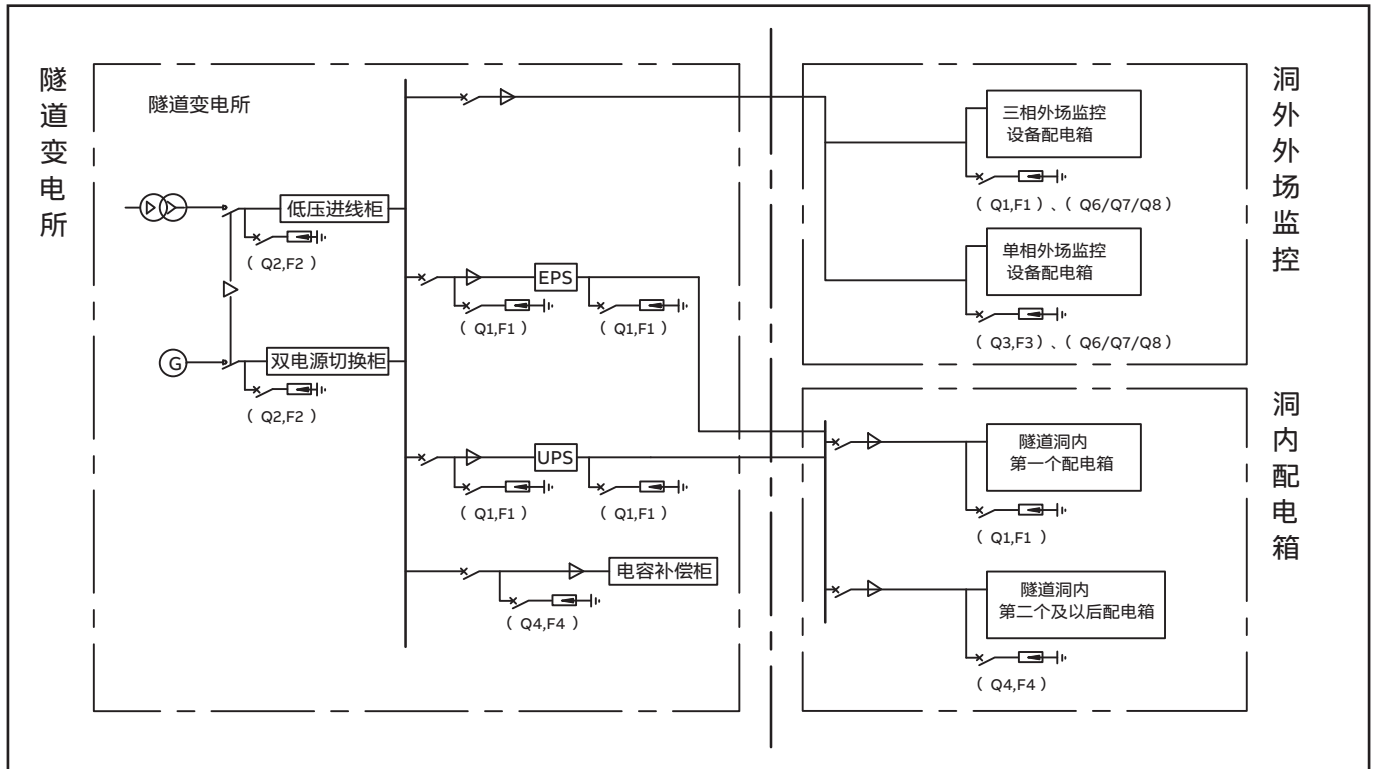 隧道变电所
隧道变电所
低压进线柜
（ Q2,F2 ）
EPS
（ Q1,F1 ）
（ Q1,F1 ）
G
双电源切换柜
（ Q2,F2 ）
UPS
（ Q1,F1 ）
（ Q1,F1 ）
电容补偿柜
（ Q4,F4 ）
洞外外场监控
三相外场监控
设备配电箱
（ Q1,F1 ）、（ Q6/Q7/Q8 ）
单相外场监控
设备配电箱
（ Q3,F3 ）、（ Q6/Q7/Q8 ）
洞内配电箱
隧道洞内
第一个配电箱
（ Q1,F1 ）
隧道洞内
第二个及以后配电箱
（ Q4,F4 ）